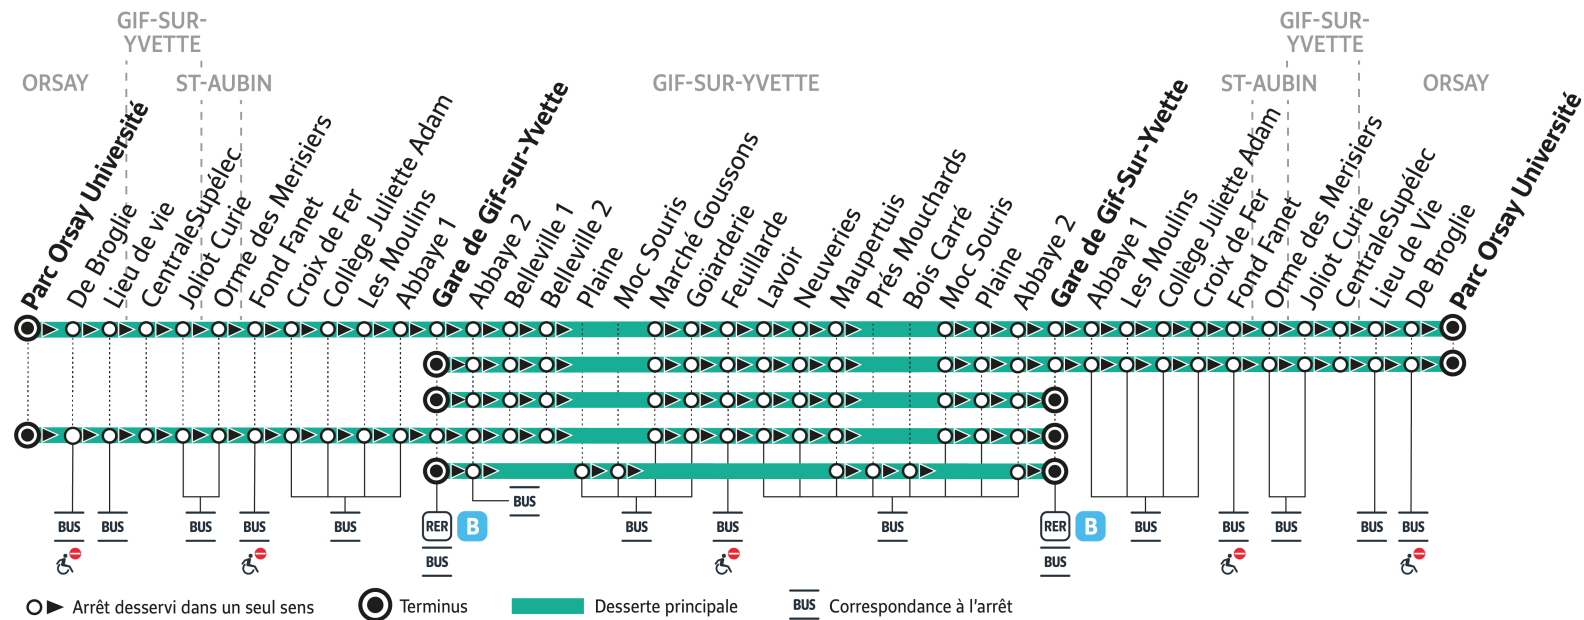 GIF-SUR-
YVETTE
GIF-SUR-
YVETTE
ORSAY
ST-AUBIN
GIF-SUR-YVETTE
ST-AUBIN
ORSAY
Parc Orsay Université
De Broglie
Lieu de vie
CentraleSupélec
Joliot Curie
Orme des Merisiers
Fond Fanet
Croix de Fer
Collège Juliette Adam
Les Moulins
Abbaye 1
Gare de Gif-sur-Yvette
Abbaye 2
Belleville 1
Belleville 2
Plaine
Moc Souris
Marché Goussons
Goïarderie
Feuillarde
Lavoir
Neuveries
Maupertuis
Prés Mouchards
Bois Carré
Moc Souris
Plaine
Abbaye 2
Gare de Gif-Sur-Yvette
Abbaye 1
Les Moulins
Collège Juliette Adam
Croix de Fer
Fond Fanet
Orme des Merisiers
Joliot Curie
CentraleSupélec
Lieu de Vie
De Broglie
Parc Orsay Université
BUS
BUS
BUS
BUS
BUS
BUS
RER B
BUS
BUS
BUS
BUS
RER B
BUS
BUS
BUS
BUS
BUS
BUS
Arrêt desservi dans un seul sens
Terminus
Desserte principale
BUS Correspondance à l'arrêt